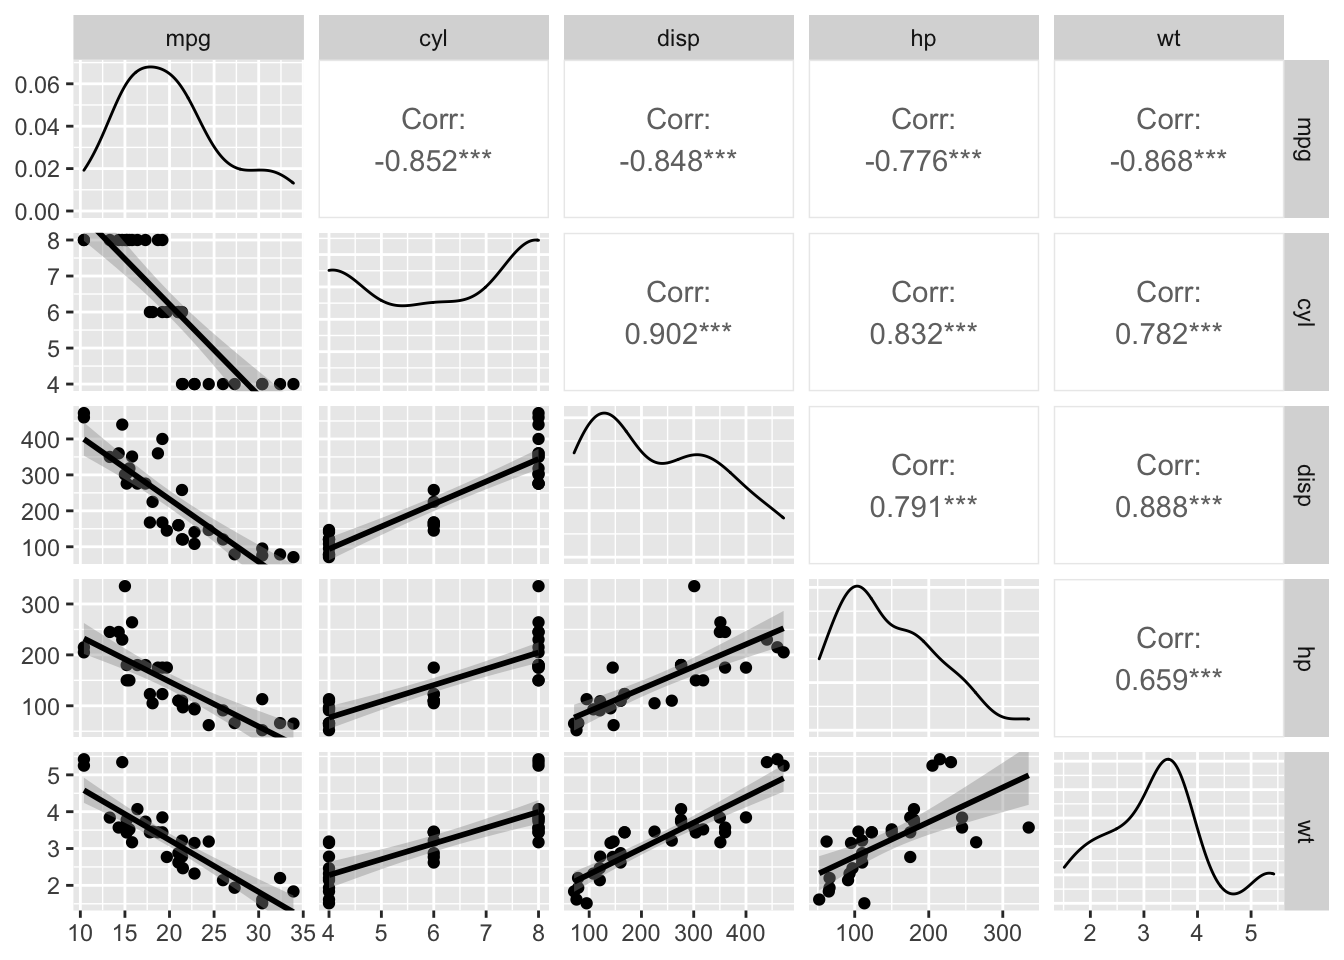 mpg cyl disp hp wt
0.06
0.04
0.02
0.00
Corr:
-0.852***
Corr:
-0.848***
Corr:
-0.776***
Corr:
-0.868***
mpg
8
7
6
5
4
Corr:
0.902***
Corr:
0.832***
Corr:
0.782***
cyl
400
300
200
100
Corr:
0.791***
Corr:
0.888***
disp
300
200
100
Corr:
0.659***
hp
5
4
3
2
wt
10 15 20 25 30 35 4 5 6 7 8 100 200 300 400 100 200 300 2 3 4 5